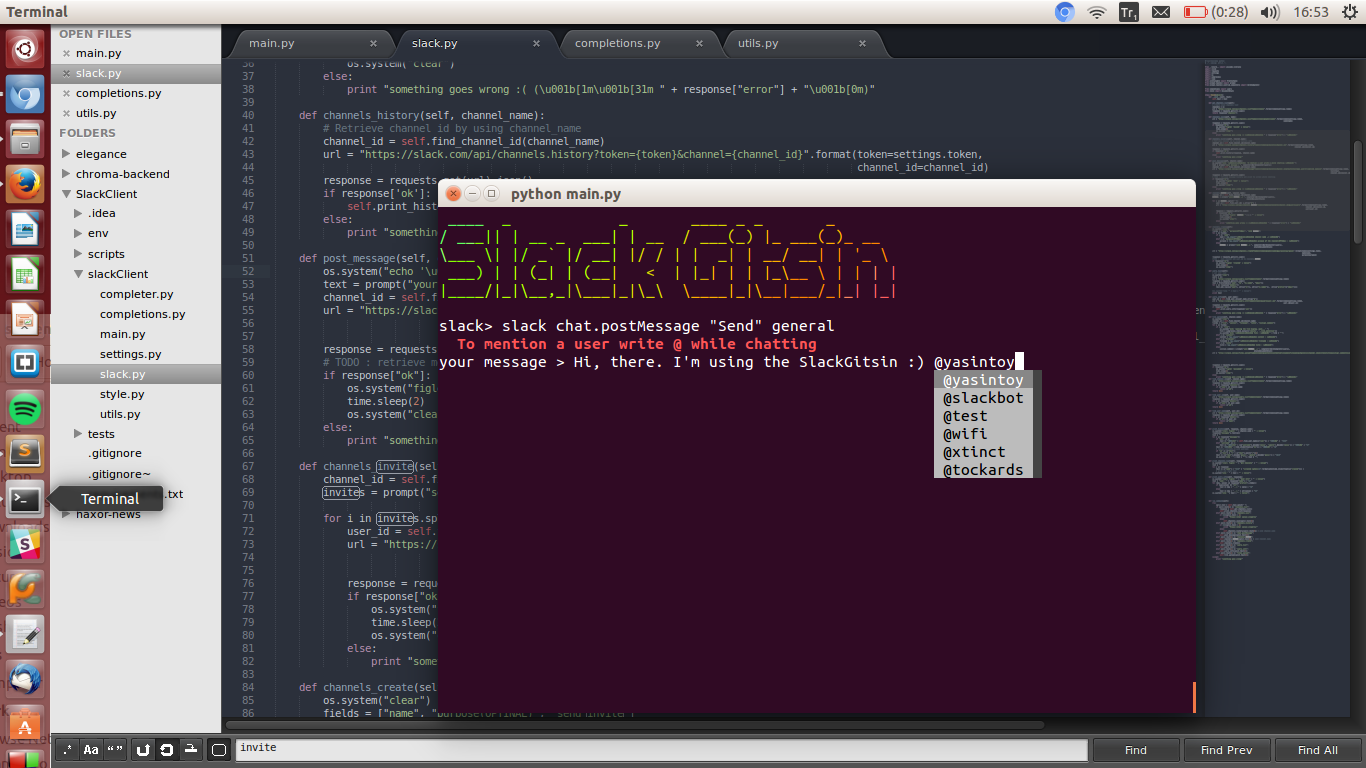 Terminal
Tr1
(0:28)
16:53
OPEN FILES
main.py
slack.py
completions.py
utils.py
FOLDERS
elegance
chroma-backend
SlackClient
.idea
env
scripts
slackClient
completer.py
completions.py
main.py
settings.py
slack.py
style.py
utils.py
tests
.gitignore
.gitignore~
.txt
haxor-news
Terminal
main.py
slack.py
completions.py
utils.py
36 os.system("clear")
37 else:
38 print "something goes wrong :( (\u001b[1m\u001b[31m " + response["error"] + "\u001b[0m)"
39
40 def channels_history(self, channel_name):
41 # Retrieve channel id by using channel_name
42 channel_id = self.find_channel_id(channel_name)
43 url = "https://slack.com/api/channels.history?token={token}&channel={channel_id}".format(token=settings.token,
44 channel_id=channel_id)
45 response = requests.get(url).json()
46 if response['ok']:
47 self.print_hist
48 else:
49 print "somethin
50
51 def post_message(self,
52 os.system("echo '\u
53 text = prompt("your
54 channel_id = self.f
55 url = "https://slac
56
57
58 response = requests
59 # TODO : retrieve m
60 if response["ok"]:
61 os.system("figl
62 time.sleep(2)
63 os.system("clea
64 else:
65 print "somethin
66
67 def channels_invite(sel
68 channel_id = self.f
69 invites = prompt("se
70
71 for i in invites.sp
72 user_id = self.
73 url = "https://
74
75
76 response = requ
77 if response["ok
78 os.system("
79 time.sleep(
80 os.system("
81 else:
82 print "some
83
84 def channels_create(sel
85 os.system("clear")
86 fields = ["name", "purpose(OPTINAL)", "send invite"]
python main.py
Slack Gitsin
slack> slack chat.postMessage "Send" general
To mention a user write @ while chatting
your message > Hi, there. I'm using the SlackGitsin :) @yasintoy
@yasintoy
@slackbot
@test
@wifi
@xtinct
@tockards
.*
Aa
“ ”
invite
Find
Find Prev
Find All